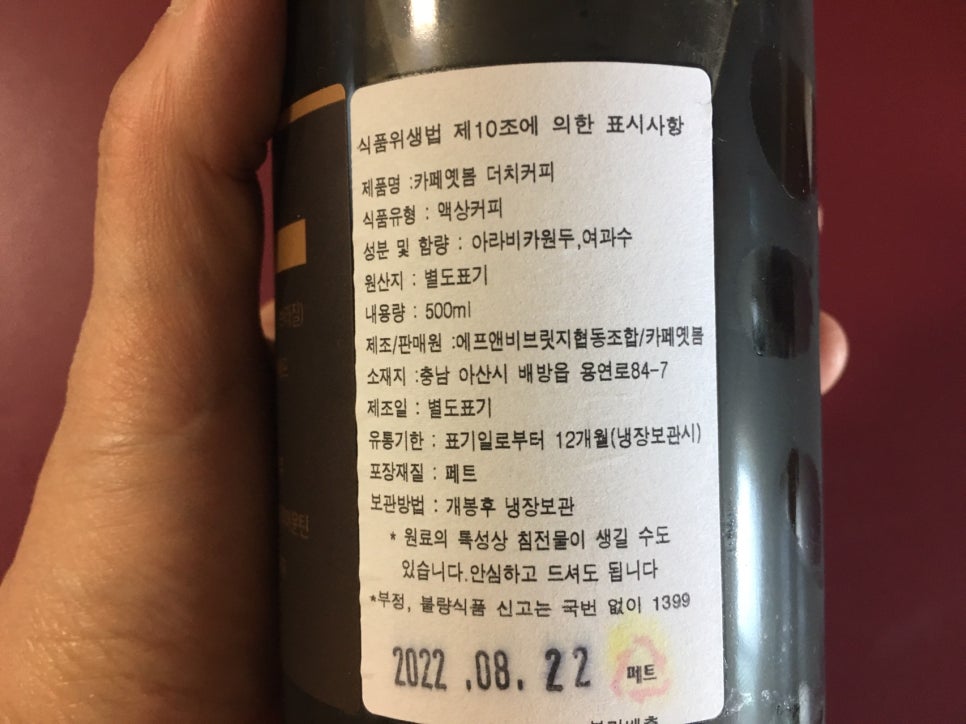 식품위생법 제10조에 의한 표시사항
제품명 :카페옛봄 더치커피
식품유형 : 액상커피
성분 및 함량 : 아라비카원두,여과수
원산지 : 별도표기
내용량 : 500ml
제조/판매원 :에프앤비브릿지협동조합/카페옛봄
소재지 :충남 아산시 배방읍 용연로84-7
제조일 : 별도표기
유통기한 : 표기일로부터 12개월(냉장보관시)
포장재질 : 페트
보관방법 : 개봉후 냉장보관
* 원료의 특성상 침전물이 생길 수도
있습니다.안심하고 드셔도 됩니다
*부정, 불량식품 신고는 국번 없이 1399
2022 .08. 22
페트